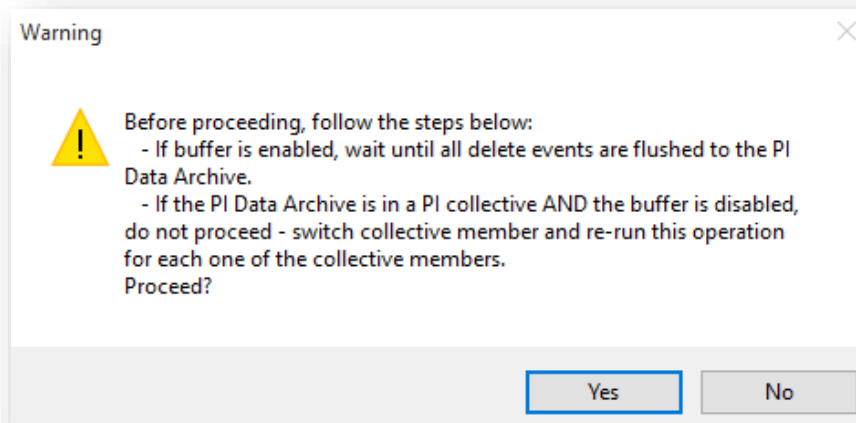 Warning
Before proceeding, follow the steps below:
- If buffer is enabled, wait until all delete events are flushed to the PI
Data Archive.
- If the PI Data Archive is in a PI collective AND the buffer is disabled,
do not proceed - switch collective member and re-run this operation
for each one of the collective members.
Proceed?
Yes No